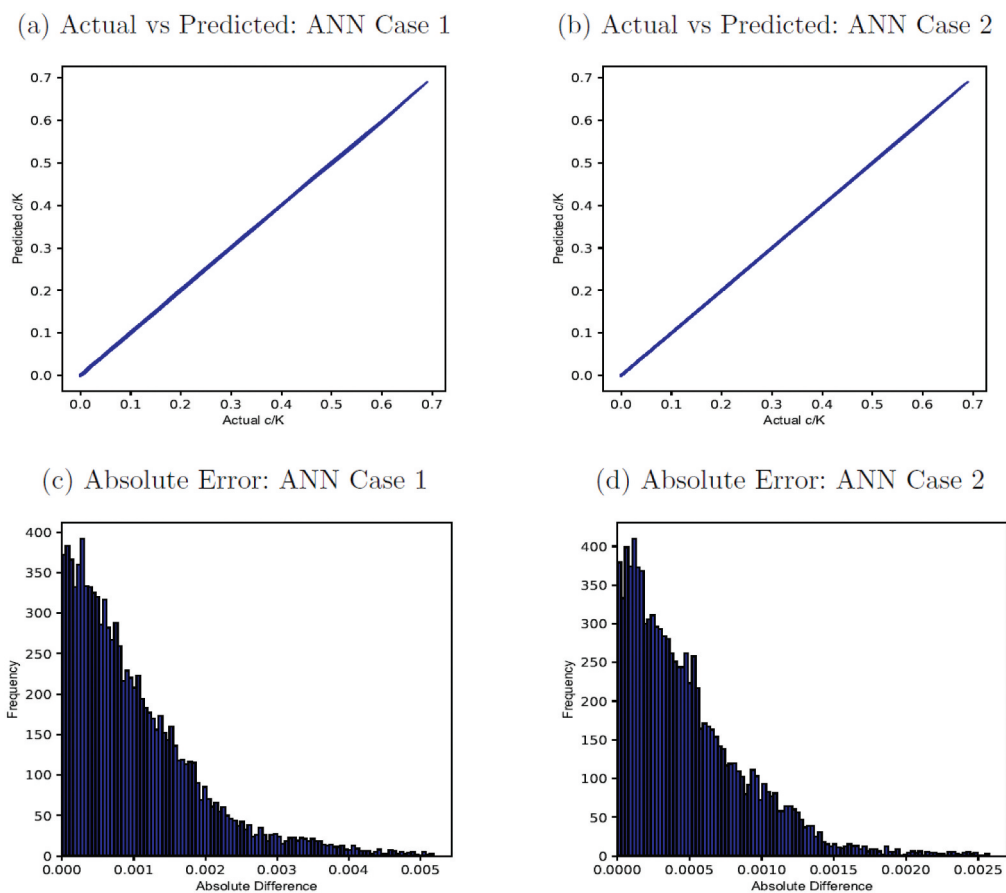 (a) Actual vs Predicted: ANN Case 1
(b) Actual vs Predicted: ANN Case 2
0.7
0.6
0.5
0.4
0.3
0.2
0.1
0.0
Predicted c/K
0.0 0.1 0.2 0.3 0.4 0.5 0.6 0.7
Actual c/K
0.7
0.6
0.5
0.4
0.3
0.2
0.1
0.0
Predicted c/K
0.0 0.1 0.2 0.3 0.4 0.5 0.6 0.7
Actual c/K
(c) Absolute Error: ANN Case 1
(d) Absolute Error: ANN Case 2
400
350
300
250
200
150
100
50
0
Frequency
0.000 0.001 0.002 0.003 0.004 0.005
Absolute Difference
400
350
300
250
200
150
100
50
0
Frequency
0.0000 0.0005 0.0010 0.0015 0.0020 0.0025
Absolute Difference